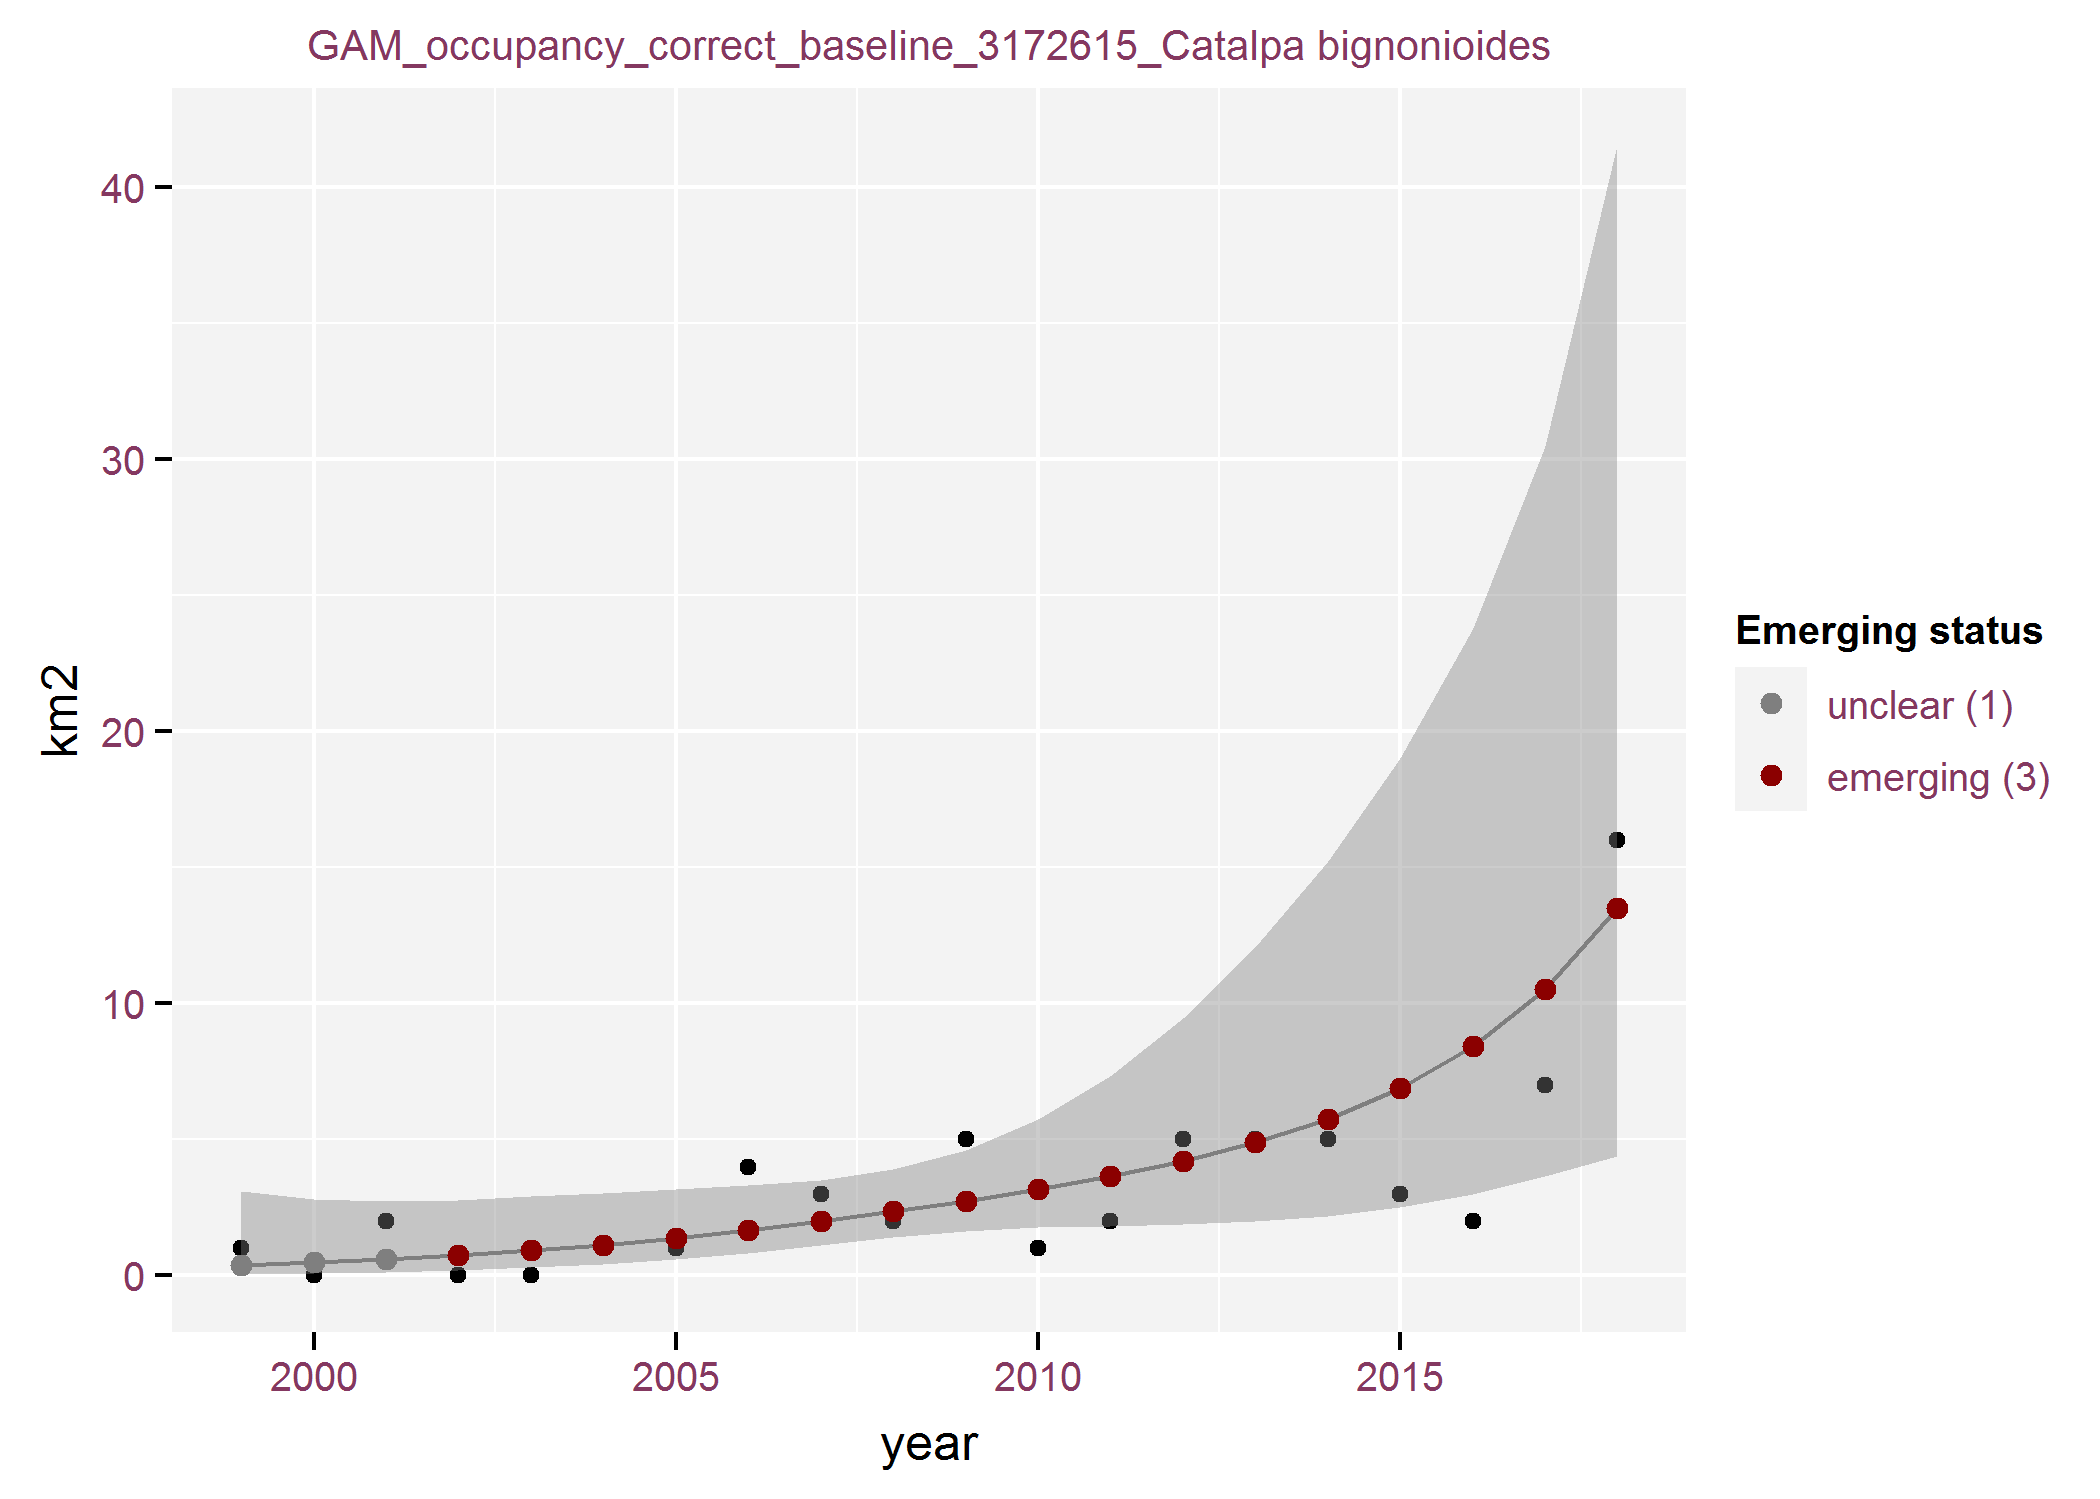 GAM_occupancy_correct_baseline_3172615_Catalpa bignonioides
40
30
20
10
0
km2
2000 2005 2010 2015
year
Emerging status
unclear (1)
emerging (3)